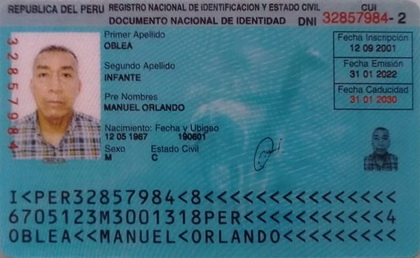 REPUBLICA DEL PERU REGISTRO NACIONAL DE IDENTIFICACION Y ESTADO CIVIL CUI
DOCUMENTO NACIONAL DE IDENTIDAD DNI 32857984 - 2
32857984
Primer Apellido
OBLEA
Fecha Inscripción
12 09 2001
Segundo Apellido
INFANTE
Fecha Emisión
31 01 2022
Pre Nombres
MANUEL ORLANDO
Fecha Caducidad
31 01 2030
Nacimiento: Fecha y Ubigeo
12 05 1967 190601
Sexo Estado Civil
M C
I<PER32857984<8<<<<<<<<<<<<<<<
6705123M3001318PER<<<<<<<<<<<4
OBLEA<<MANUEL<ORLANDO<<<<<<<<<